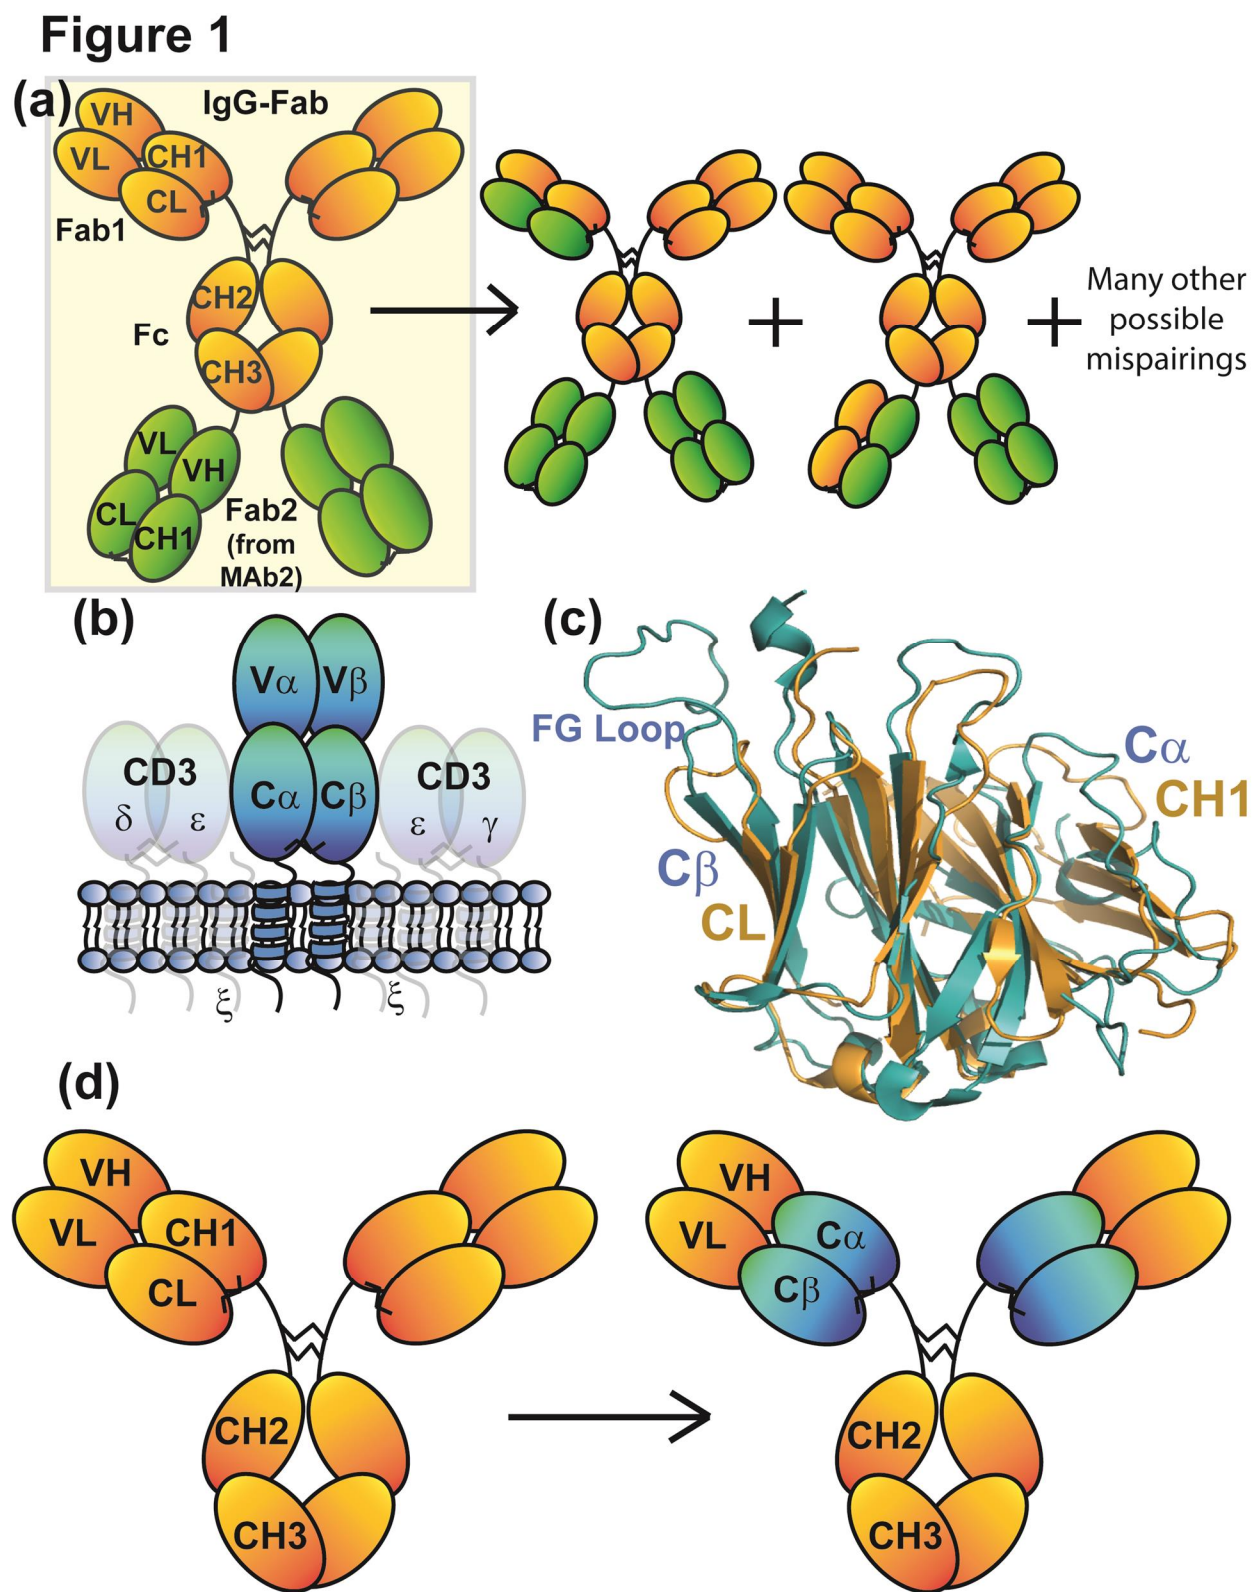 Figure 1
(a)
IgG-Fab
VH
VL
CH1
CL
Fab1
CH2
Fc
CH3
VL
VH
CL
CH1
Fab2
(from
MAb2)
+
+
Many other
possible
mispairings
(b)
Vα Vβ
CD3
δ ε
Cα Cβ
CD3
ε γ
ξ ξ
(c)
FG Loop
Cα
CH1
Cβ
CL
(d)
VH
VL
CH1
CL
CH2
CH3
VH
VL
Cα
Cβ
CH2
CH3